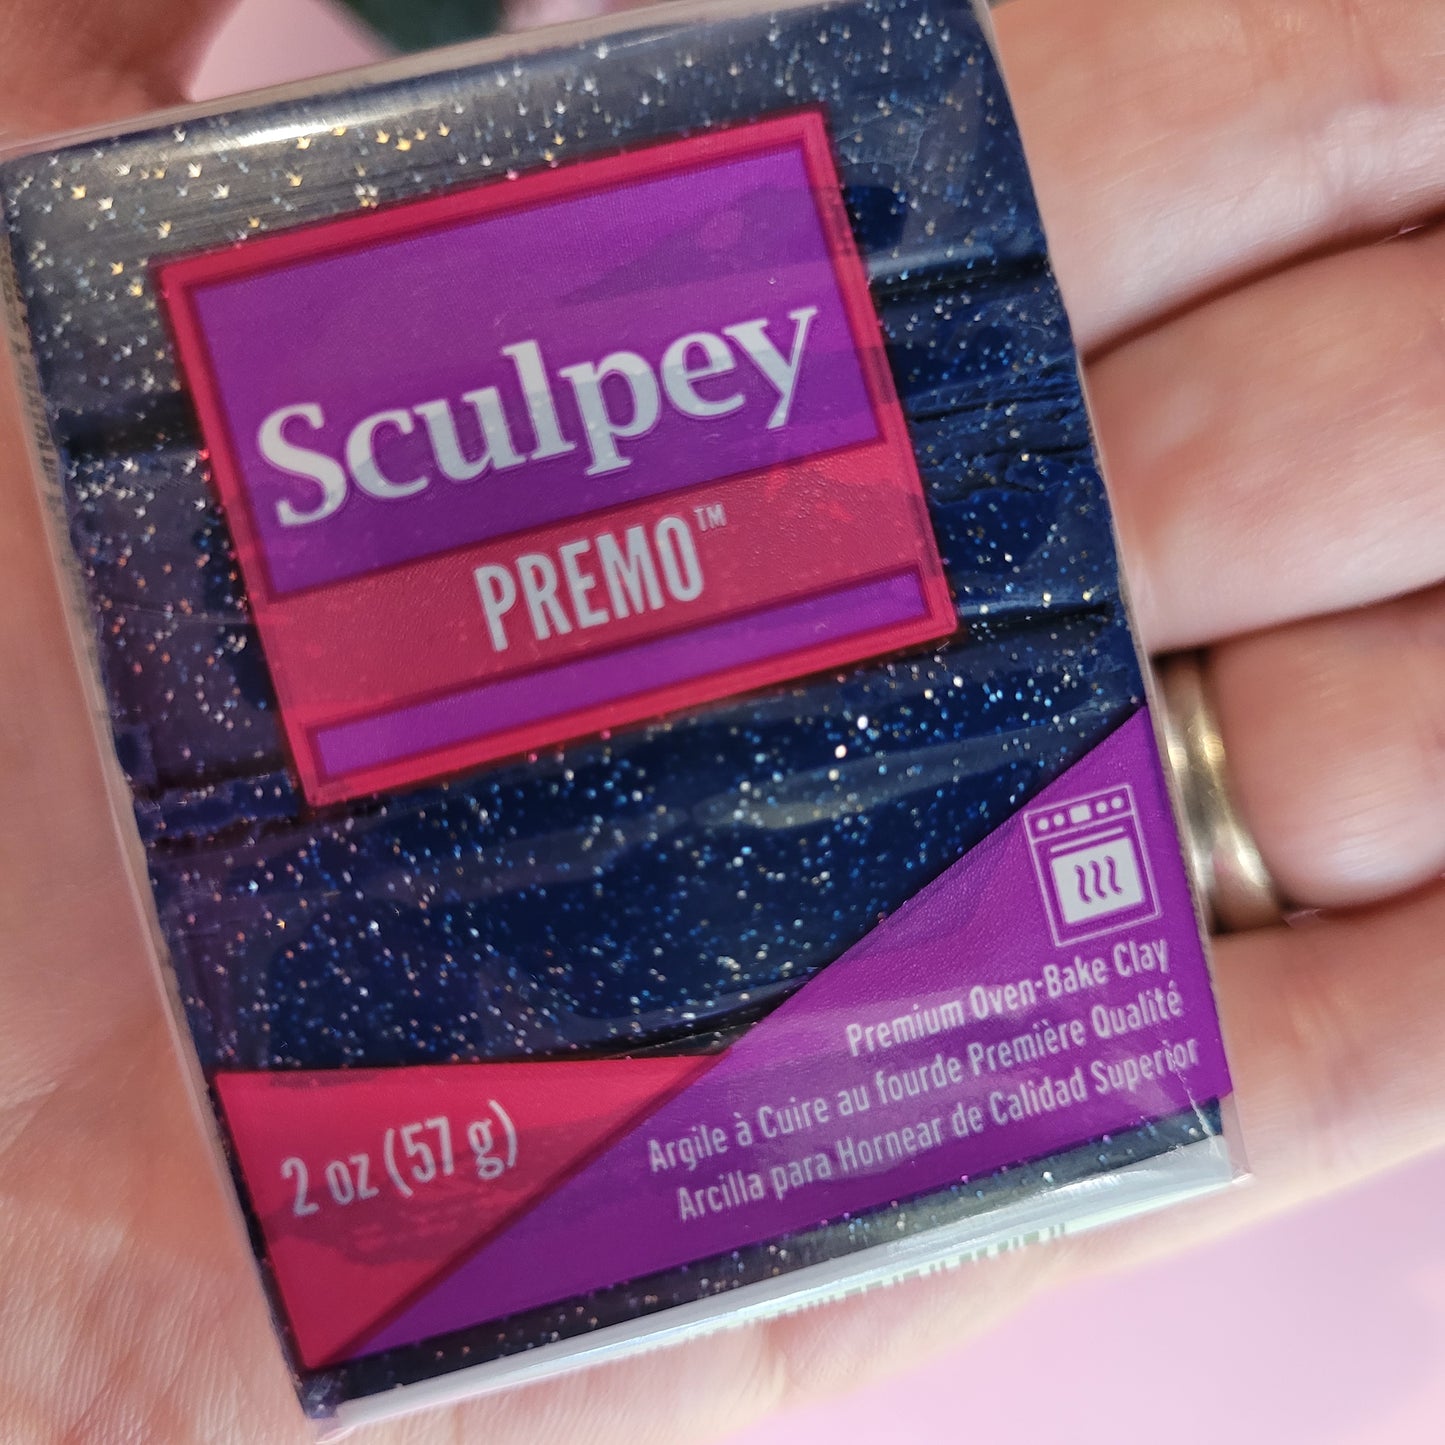 Sculpey
PREMO™
Premium Oven-Bake Clay
Argile à Cuire au fourde Première Qualité
Arcilla para Hornear de Calidad Superior
2 oz (57 g)